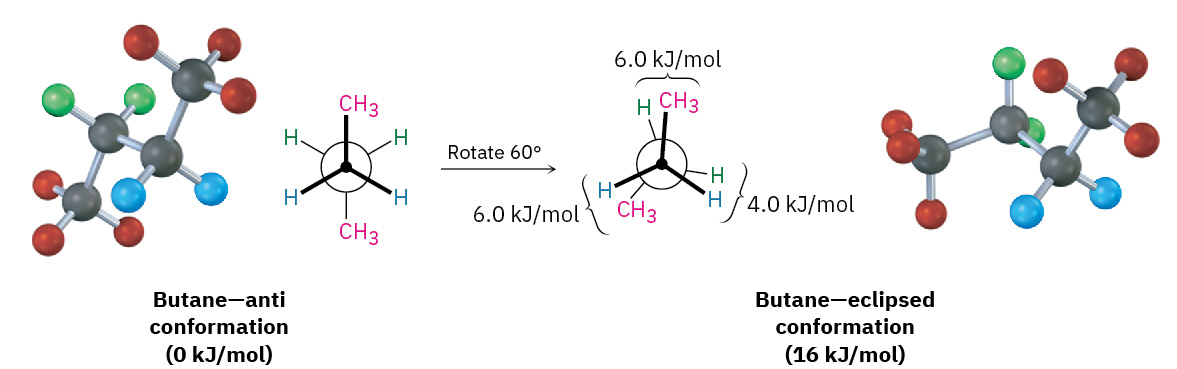 CH3
H H
H H
CH3
Rotate 60°
6.0 kJ/mol
H CH3
H H
CH3 H
6.0 kJ/mol
4.0 kJ/mol
Butane—anti
conformation
(0 kJ/mol)
Butane—eclipsed
conformation
(16 kJ/mol)